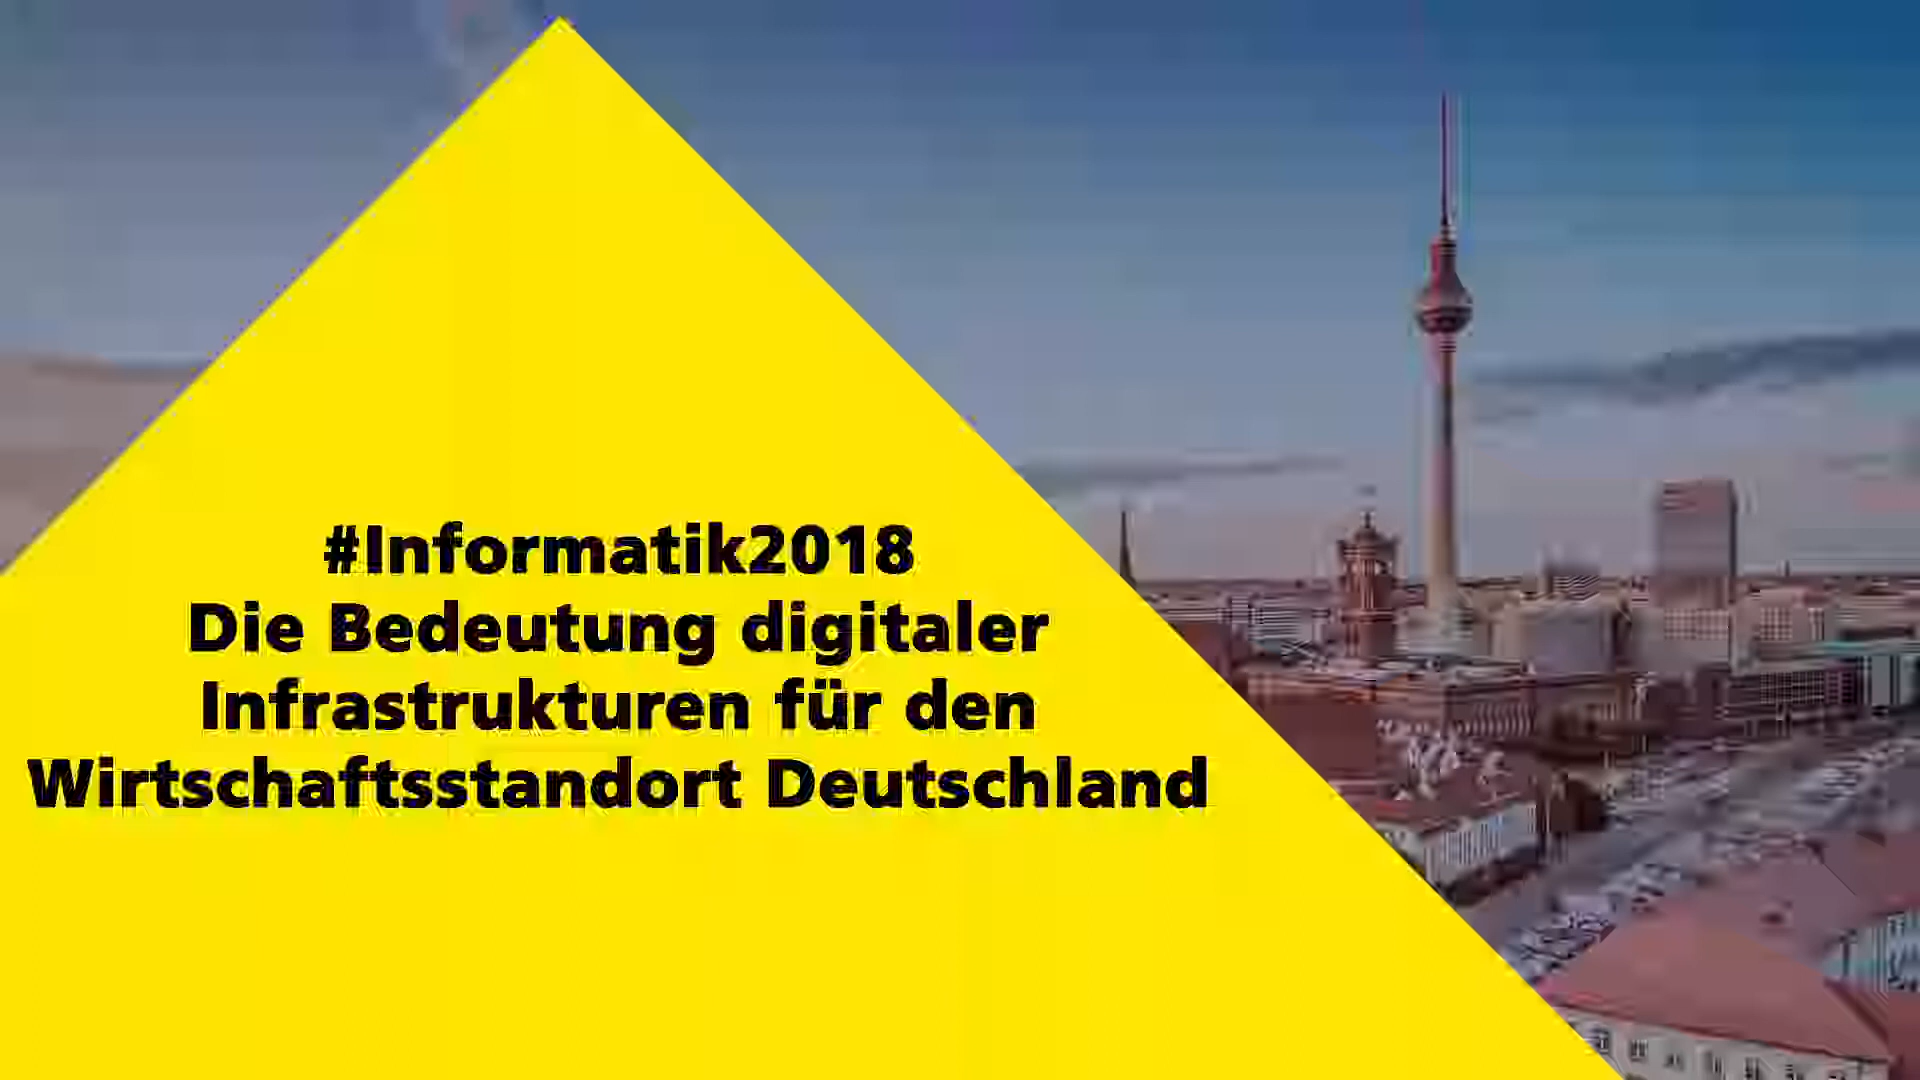 #Informatik2018
Die Bedeutung digitaler
Infrastrukturen für den
Wirtschaftsstandort Deutschland